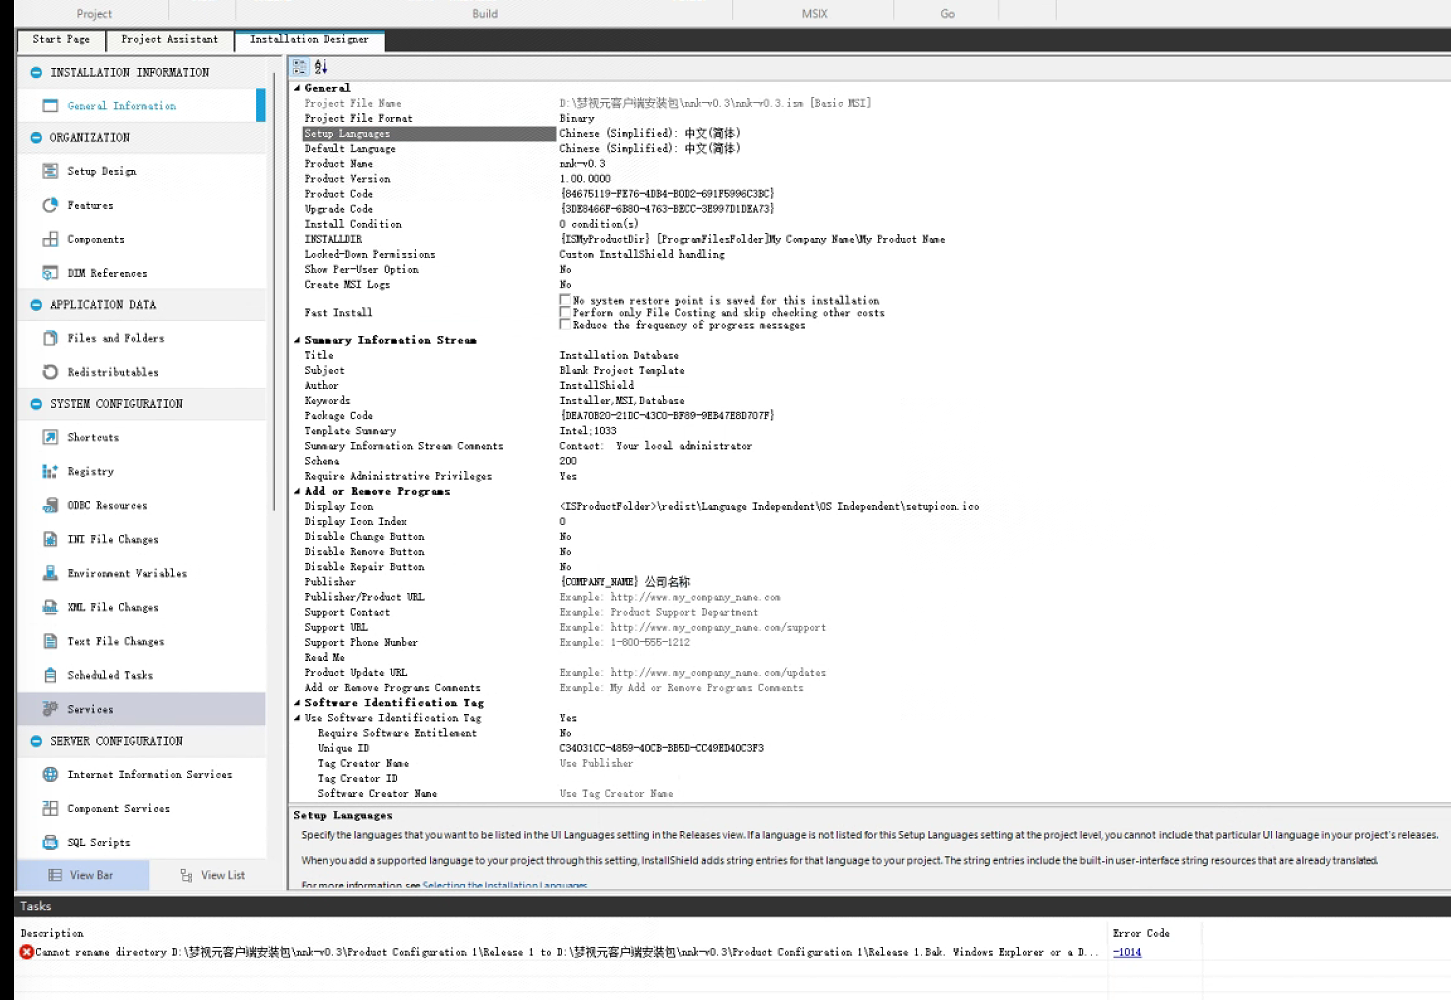 Project
Build
MSIX
Go
Start Page
Project Assistant
Installation Designer
INSTALLATION INFORMATION
General Information
ORGANIZATION
Setup Design
Features
Components
DIM References
APPLICATION DATA
Files and Folders
Redistributables
SYSTEM CONFIGURATION
Shortcuts
Registry
ODBC Resources
INI File Changes
Environment Variables
XML File Changes
Text File Changes
Scheduled Tasks
Services
SERVER CONFIGURATION
Internet Information Services
Component Services
SQL Scripts
View Bar
View List
General
Project File Name D:\梦视元客户端安装包\nnk-v0.3\nnk-v0.3.ism [Basic MSI]
Project File Format Binary
Setup Languages Chinese (Simplified): 中文(简体)
Default Language Chinese (Simplified): 中文(简体)
Product Name nnk-v0.3
Product Version 1.00.0000
Product Code {84675119-FE76-4DB4-B0D2-691F5996C3BC}
Upgrade Code {3DE8466F-6B80-4763-BECC-3E997D1DEA73}
Install Condition 0 condition(s)
INSTALLDIR {ISMyProductDir} [ProgramFilesFolder]My Company Name\My Product Name
Locked-Down Permissions Custom InstallShield handling
Show Per-User Option No
Create MSI Logs No
Fast Install
No system restore point is saved for this installation
Perform only File Costing and skip checking other costs
Reduce the frequency of progress messages
Summary Information Stream
Title Installation Database
Subject Blank Project Template
Author InstallShield
Keywords Installer,MSI,Database
Package Code {DEA70B20-21DC-43C0-BF89-9EB47E8D707F}
Template Summary Intel;1033
Summary Information Stream Comments Contact: Your local administrator
Schema 200
Require Administrative Privileges Yes
Add or Remove Programs
Display Icon <ISProductFolder>\redist\Language Independent\OS Independent\setupicon.ico
Display Icon Index 0
Disable Change Button No
Disable Remove Button No
Disable Repair Button No
Publisher {COMPANY_NAME} 公司名称
Publisher/Product URL Example: http://www.my_company_name.com
Support Contact Example: Product Support Department
Support URL Example: http://www.my_company_name.com/support
Support Phone Number Example: 1-800-555-1212
Read Me
Product Update URL Example: http://www.my_company_name.com/updates
Add or Remove Programs Comments Example: My Add or Remove Programs Comments
Software Identification Tag
Use Software Identification Tag Yes
Require Software Entitlement No
Unique ID C34031CC-4859-40CB-BB5D-CC49ED40C3F3
Tag Creator Name Use Publisher
Tag Creator ID
Software Creator Name Use Tag Creator Name
Setup Languages
Specify the languages that you want to be listed in the UI Languages setting in the Releases view. If a language is not listed for this Setup Languages setting at the project level, you cannot include that particular UI language in your project's releases.
When you add a supported language to your project through this setting, InstallShield adds string entries for that language to your project. The string entries include the built-in user-interface string resources that are already translated.
For more information see Selecting the Installation Languages
Tasks
Description Error Code
Cannot rename directory D:\梦视元客户端安装包\nnk-v0.3\Product Configuration 1\Release 1 to D:\梦视元客户端安装包\nnk-v0.3\Product Configuration 1\Release 1.Bak. Windows Explorer or a D... -1014